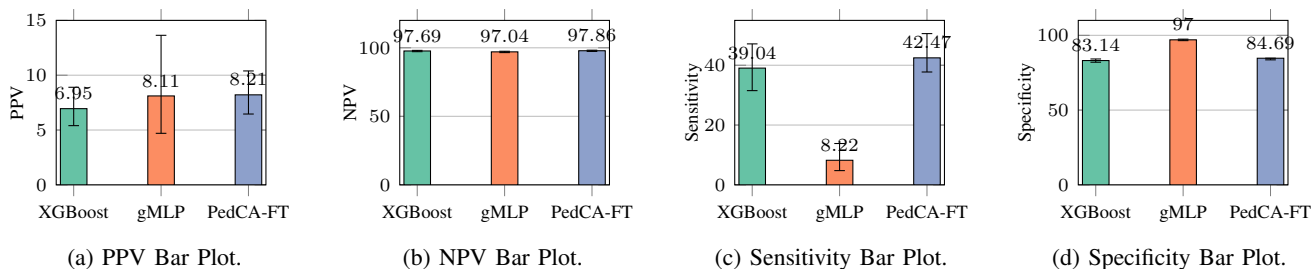 15
10
5
0
PPV
6.95
8.11
8.21
XGBoost gMLP PedCA-FT
(a) PPV Bar Plot.
100
50
0
NPV
97.69
97.04
97.86
XGBoost gMLP PedCA-FT
(b) NPV Bar Plot.
40
20
0
Sensitivity
39.04
8.22
42.47
XGBoost gMLP PedCA-FT
(c) Sensitivity Bar Plot.
100
50
0
Specificity
83.14
97
84.69
XGBoost gMLP PedCA-FT
(d) Specificity Bar Plot.